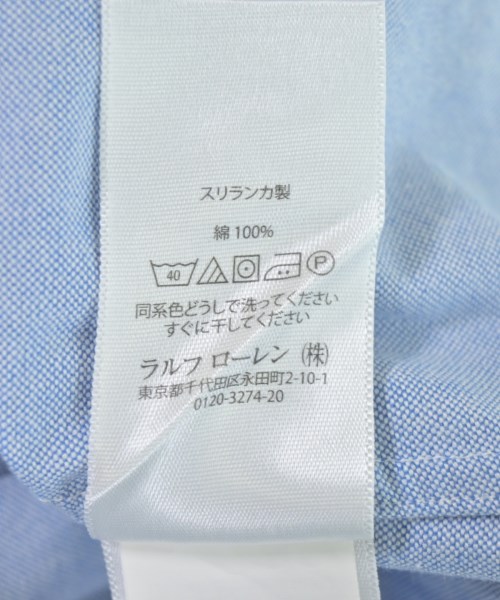 スリランカ製
綿 100%
40 P
同系色どうしで洗ってください
すぐに干してください
ラルフ ローレン (株)
東京都千代田区永田町2-10-1
0120-3274-20